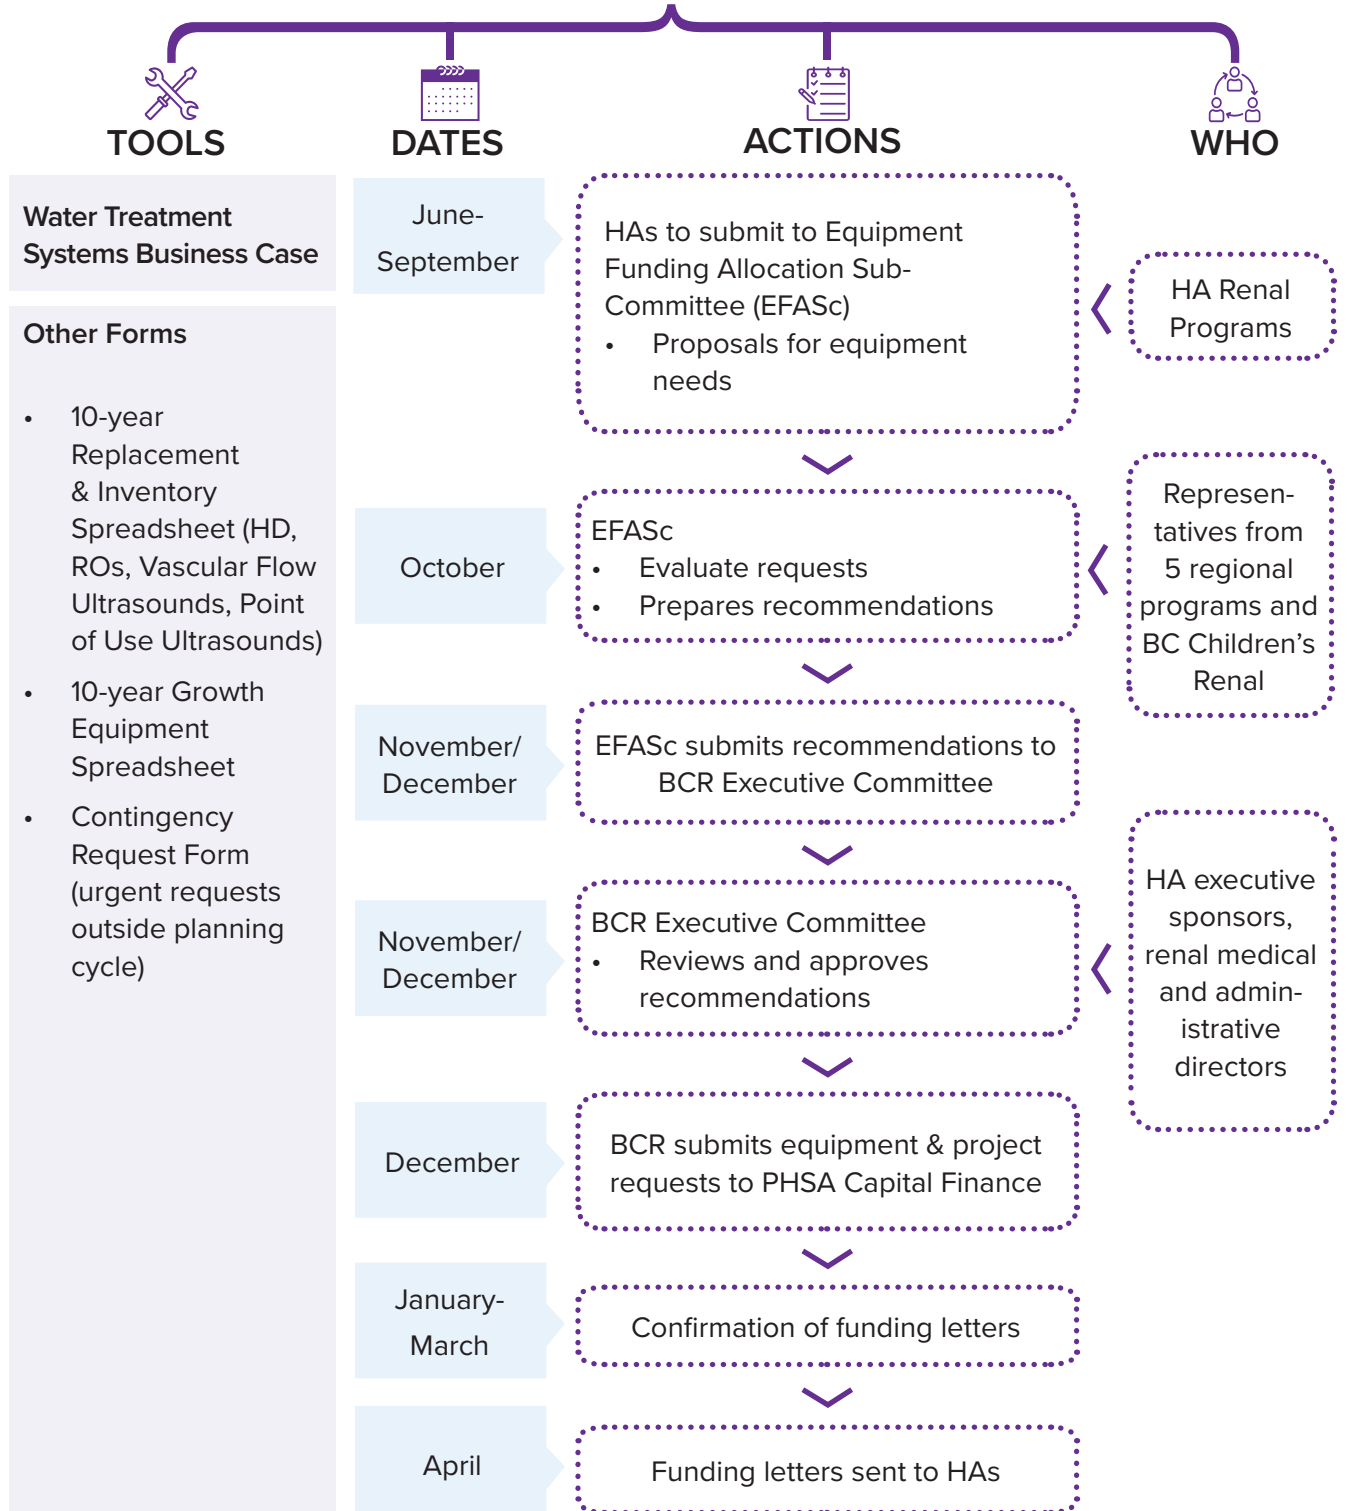 TOOLS
DATES
ACTIONS
WHO
Water Treatment
Systems Business Case
Other Forms
• 10-year
Replacement
& Inventory
Spreadsheet (HD,
ROs, Vascular Flow
Ultrasounds, Point
of Use Ultrasounds)
• 10-year Growth
Equipment
Spreadsheet
• Contingency
Request Form
(urgent requests
outside planning
cycle)
June-
September
HAs to submit to Equipment
Funding Allocation Sub-
Committee (EFASc)
• Proposals for equipment
needs
HA Renal
Programs
October
EFASc
• Evaluate requests
• Prepares recommendations
Represen-
tatives from
5 regional
programs and
BC Children's
Renal
November/
December
EFASc submits recommendations to
BCR Executive Committee
November/
December
BCR Executive Committee
• Reviews and approves
recommendations
HA executive
sponsors,
renal medical
and admin-
istrative
directors
December
BCR submits equipment & project
requests to PHSA Capital Finance
January-
March
Confirmation of funding letters
April
Funding letters sent to HAs